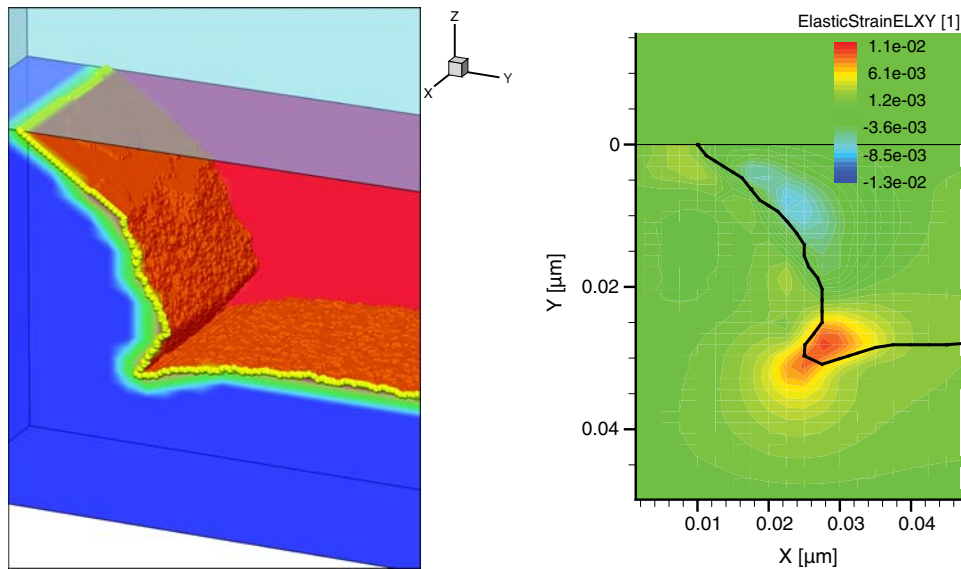 Z
Y
X
ElasticStrainELXY [1]
1.1e-02
6.1e-03
1.2e-03
-3.6e-03
-8.5e-03
-1.3e-02
0
0.02
0.04
Y [µm]
0.01 0.02 0.03 0.04
X [µm]